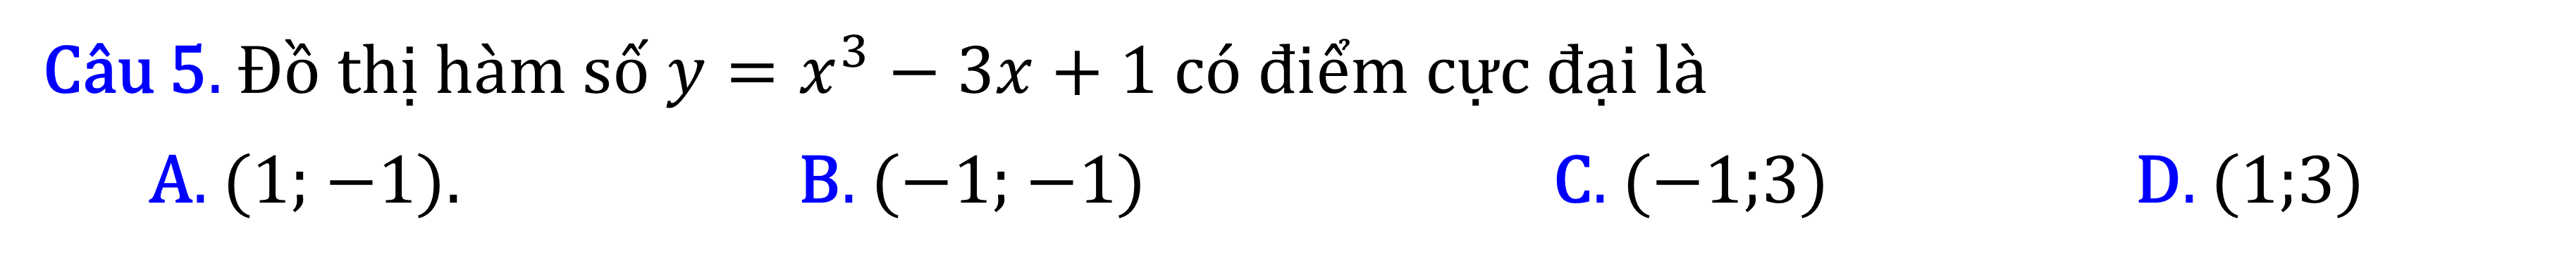 Câu 5. Đồ thị hàm số y = x³ − 3x + 1 có điểm cực đại là
A. (1; −1). B. (−1; −1) C. (−1;3) D. (1;3)